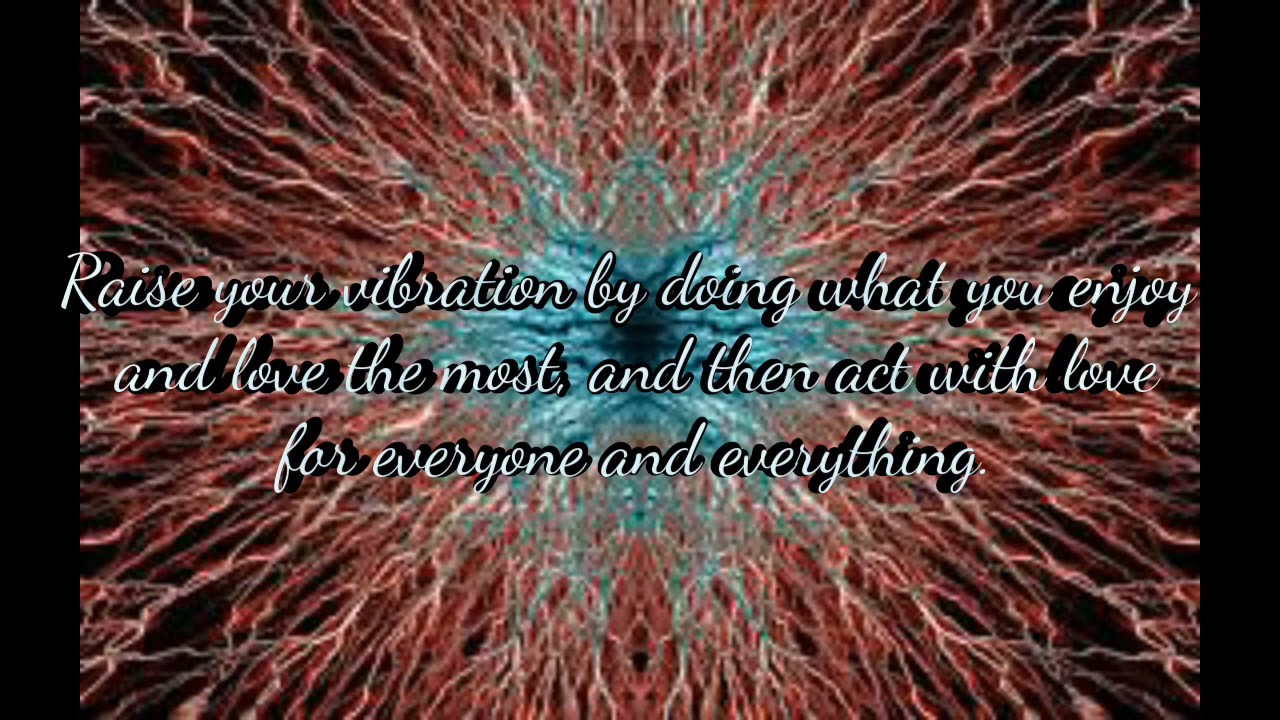 Raise your vibration by doing what you enjoy
and love the most, and then act with love
for everyone and everything.